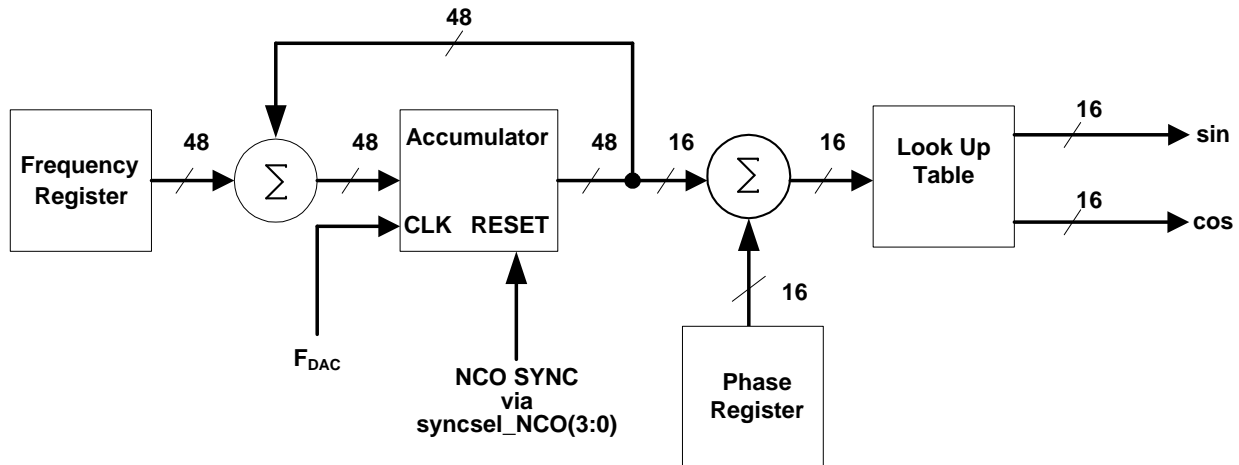 48
Frequency
Register
48
Σ
48
Accumulator
CLK RESET
48
16
Σ
16
Look Up
Table
16
sin
16
cos
F_DAC
NCO SYNC
via
syncsel_NCO(3:0)
16
Phase
Register